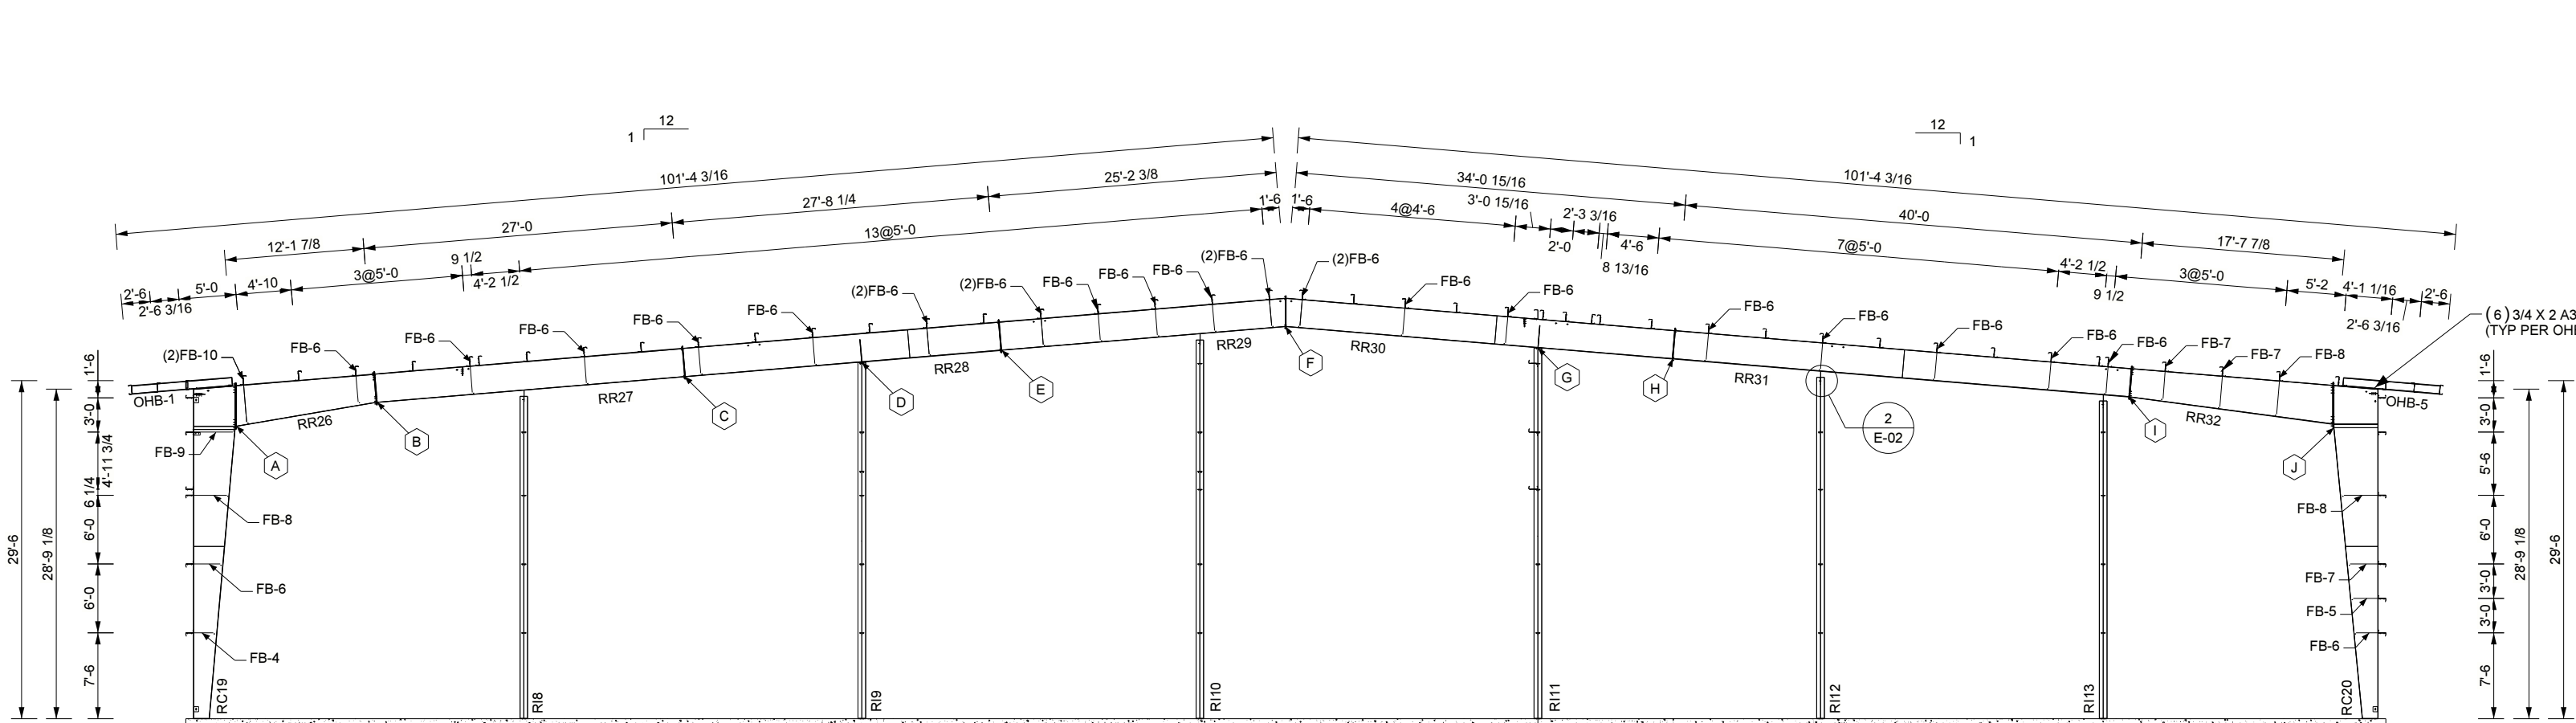 12
1
12
1
101'-4 3/16
101'-4 3/16
25'-2 3/8
34'-0 15/16
27'-8 1/4
1'-6
1'-6
4@4'-6
3'-0 15/16
2'-3 3/16
40'-0
27'-0
13@5'-0
2'-0
4'-6
8 13/16
7@5'-0
17'-7 7/8
12'-1 7/8
9 1/2
4'-2 1/2
4'-2 1/2
9 1/2
3@5'-0
3@5'-0
4'-10
5'-0
2'-6
2'-6 3/16
5'-2
4'-1 1/16
2'-6
2'-6 3/16
(2)FB-10
FB-6
FB-6
FB-6
FB-6
FB-6
(2)FB-6
(2)FB-6
FB-6
FB-6
FB-6
(2)FB-6
(2)FB-6
FB-6
FB-6
FB-6
FB-6
FB-6
FB-6
FB-6
FB-7
FB-7
FB-8
( 6 ) 3/4 X 2 A3
(TYP PER OH
OHB-1
RR26
RR27
RR28
RR29
RR30
RR31
RR32
OHB-5
A
B
C
D
E
F
G
H
I
J
2
E-02
FB-9
FB-8
FB-6
FB-4
FB-8
FB-7
FB-5
FB-6
29'-6
28'-9 1/8
1'-6
3'-0
4'-11 3/4
6 1/4
6'-0
6'-0
7'-6
RC19
RI8
RI9
RI10
RI11
RI12
RI13
RC20
1'-6
3'-0
5'-6
6'-0
3'-0
3'-0
7'-6
28'-9 1/8
29'-6